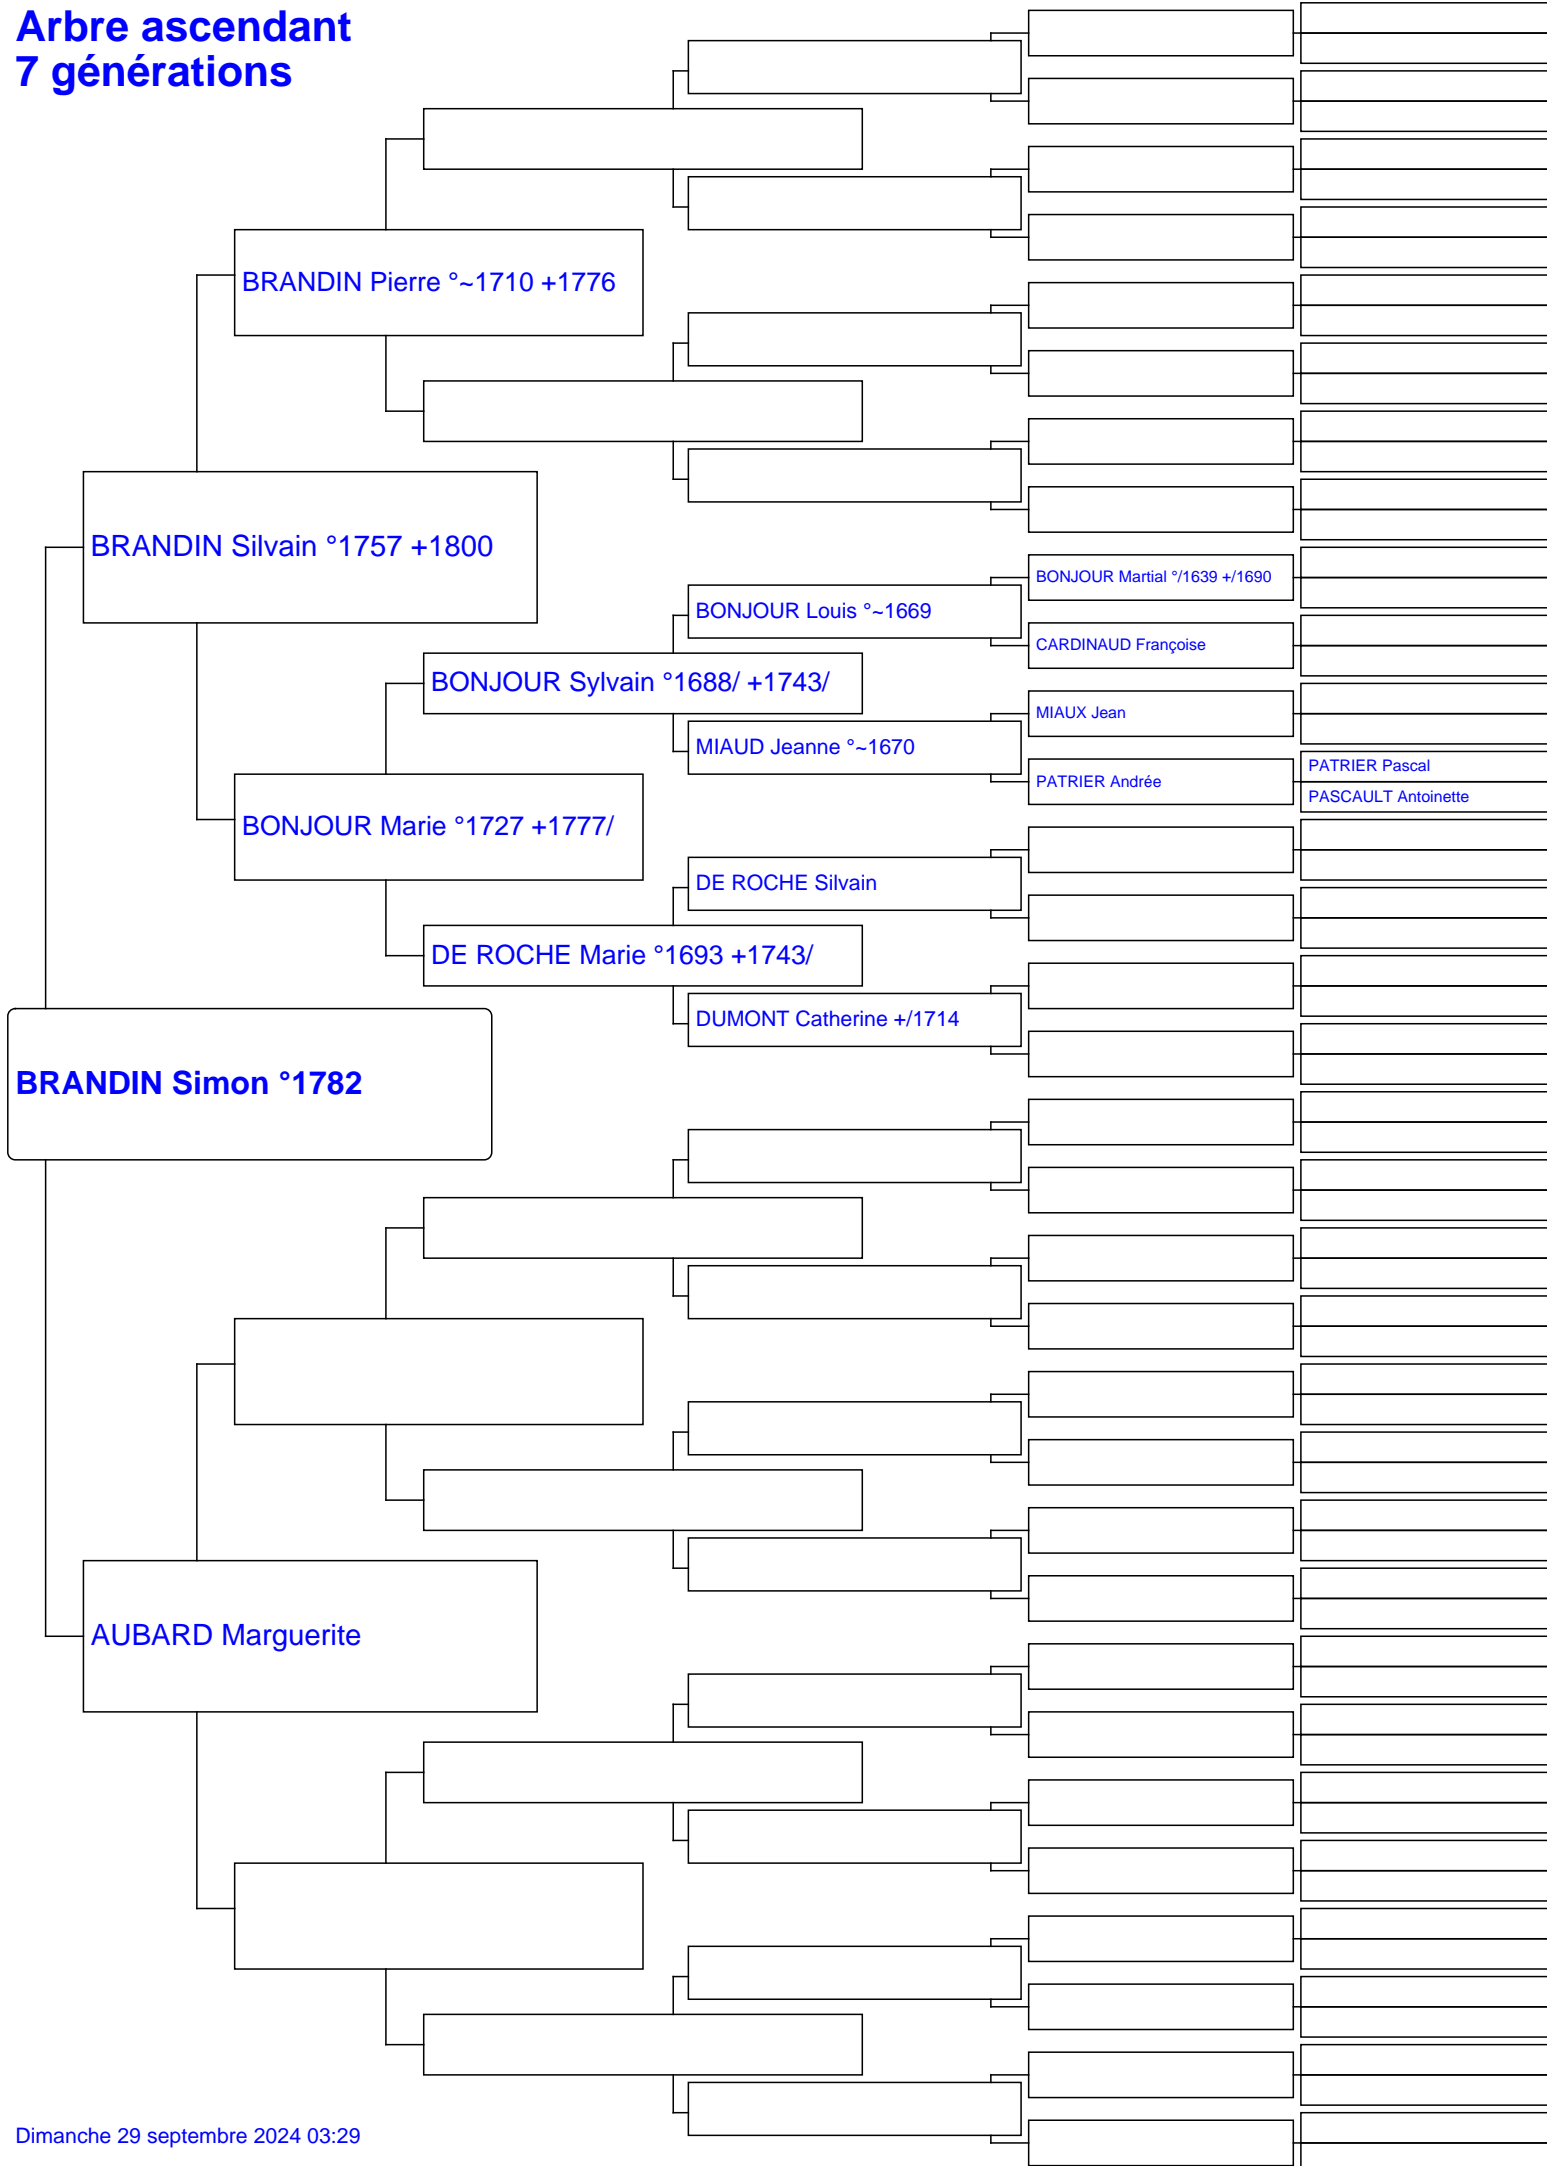 Arbre ascendant
7 générations
BRANDIN Pierre °~1710 +1776
BRANDIN Silvain °1757 +1800
BONJOUR Martial °/1639 +/1690
BONJOUR Louis °~1669
CARDINAUD Françoise
BONJOUR Sylvain °1688/ +1743/
MIAUX Jean
MIAUD Jeanne °~1670
PATRIER Pascal
PATRIER Andrée
PASCAULT Antoinette
BONJOUR Marie °1727 +1777/
DE ROCHE Silvain
DE ROCHE Marie °1693 +1743/
DUMONT Catherine +/1714
BRANDIN Simon °1782
AUBARD Marguerite
Dimanche 29 septembre 2024 03:29